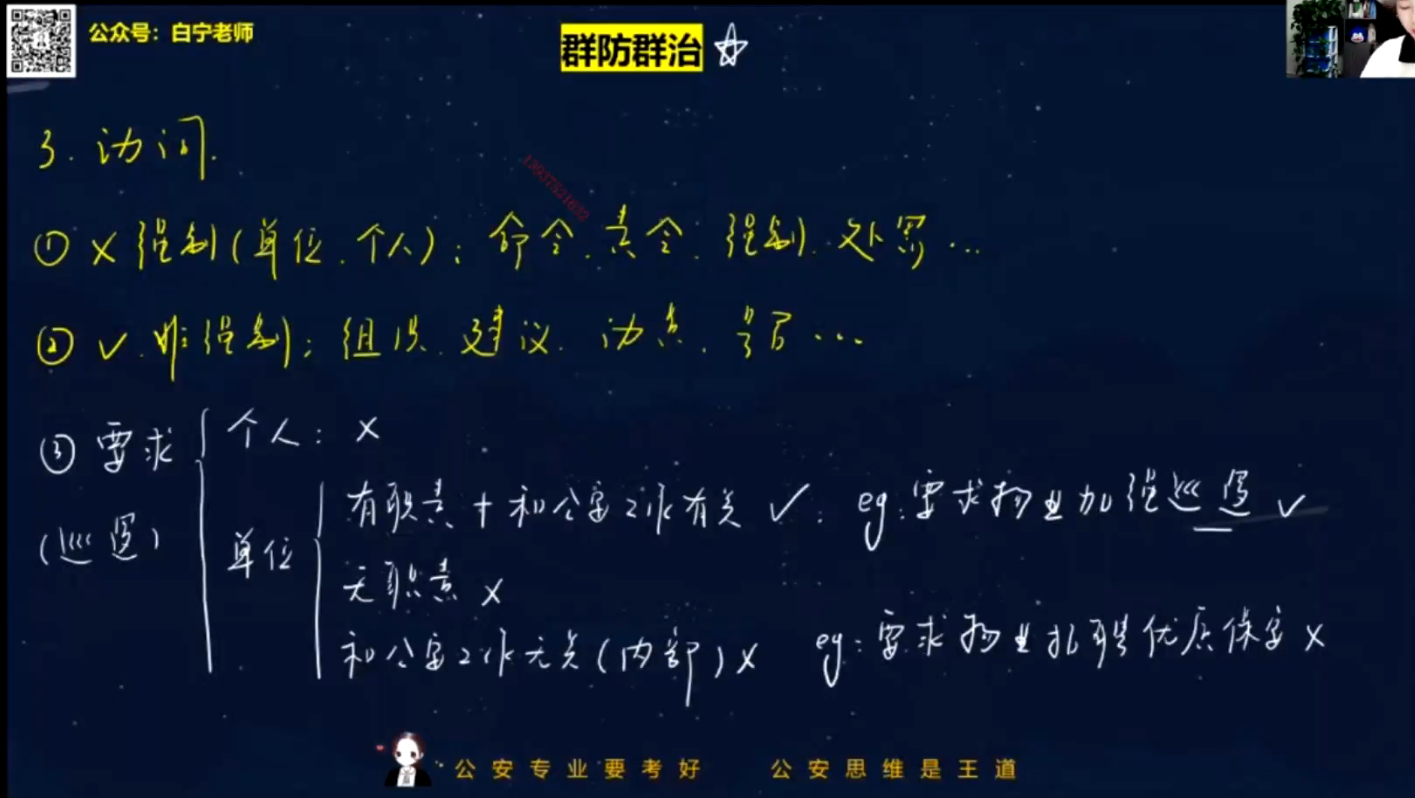 公众号：白宁老师
群防群治
3. 访问.
13937521632
① × 强制(单位、个人)：命令、责令、强制、处罚…
② ✓ 非强制：组织、建议、动员、号召…
③ 要求
(巡逻)
个人：×
单位
有职责 + 和公安工作有关 ✓. eg：要求物业加强巡逻 ✓
无职责 ×
和公安工作无关(内部) × eg：要求物业招聘优质保安 ×
公安专业要考好 公安思维是王道